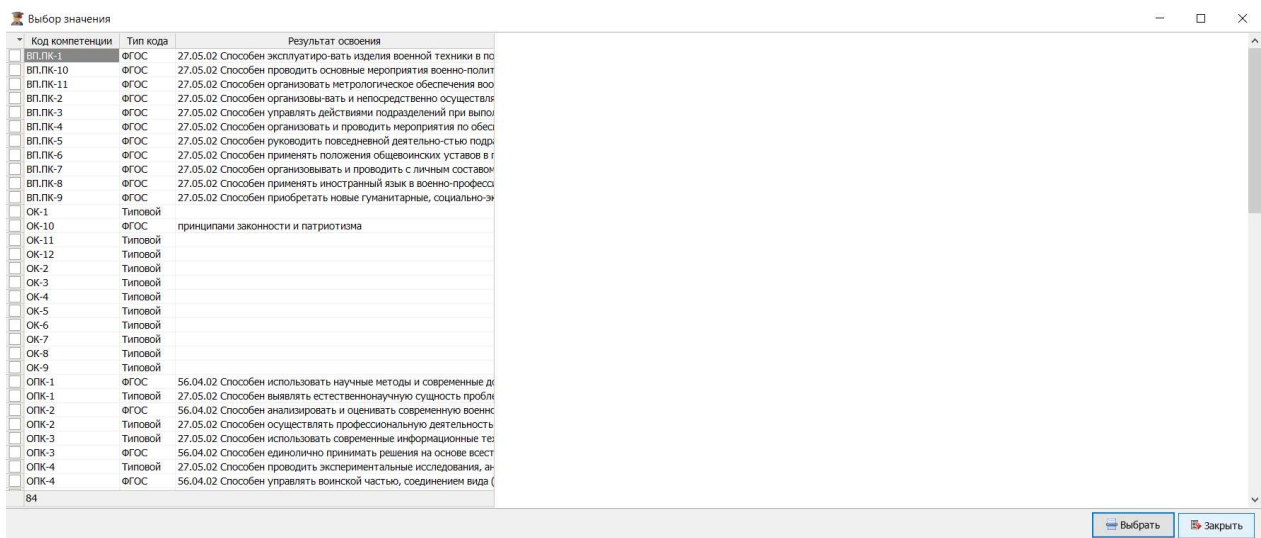 Выбор значения
Код компетенции Тип кода Результат освоения
ВП.ПК-1 ФГОС 27.05.02 Способен эксплуатиро-вать изделия военной техники в по
ВП.ПК-10 ФГОС 27.05.02 Способен проводить основные мероприятия военно-полит
ВП.ПК-11 ФГОС 27.05.02 Способен организовать метрологическое обеспечения воо
ВП.ПК-2 ФГОС 27.05.02 Способен организовы-вать и непосредственно осуществля
ВП.ПК-3 ФГОС 27.05.02 Способен управлять действиями подразделений при выпол
ВП.ПК-4 ФГОС 27.05.02 Способен организовать и проводить мероприятия по обесп
ВП.ПК-5 ФГОС 27.05.02 Способен руководить повседневной деятельно-стью подра
ВП.ПК-6 ФГОС 27.05.02 Способен применять положения общевоинских уставов в п
ВП.ПК-7 ФГОС 27.05.02 Способен организовывать и проводить с личным составом
ВП.ПК-8 ФГОС 27.05.02 Способен применять иностранный язык в военно-професси
ВП.ПК-9 ФГОС 27.05.02 Способен приобретать новые гуманитарные, социально-эк
ОК-1 Типовой
ОК-10 ФГОС принципами законности и патриотизма
ОК-11 Типовой
ОК-12 Типовой
ОК-2 Типовой
ОК-3 Типовой
ОК-4 Типовой
ОК-5 Типовой
ОК-6 Типовой
ОК-7 Типовой
ОК-8 Типовой
ОК-9 Типовой
ОПК-1 ФГОС 56.04.02 Способен использовать научные методы и современные до
ОПК-1 Типовой 27.05.02 Способен выявлять естественнонаучную сущность пробле
ОПК-2 ФГОС 56.04.02 Способен анализировать и оценивать современную военно
ОПК-2 Типовой 27.05.02 Способен осуществлять профессиональную деятельность
ОПК-3 Типовой 27.05.02 Способен использовать современные информационные тех
ОПК-3 ФГОС 56.04.02 Способен единолично принимать решения на основе всест
ОПК-4 Типовой 27.05.02 Способен проводить экспериментальные исследования, ан
ОПК-4 ФГОС 56.04.02 Способен управлять воинской частью, соединением вида (
84
Выбрать Закрыть